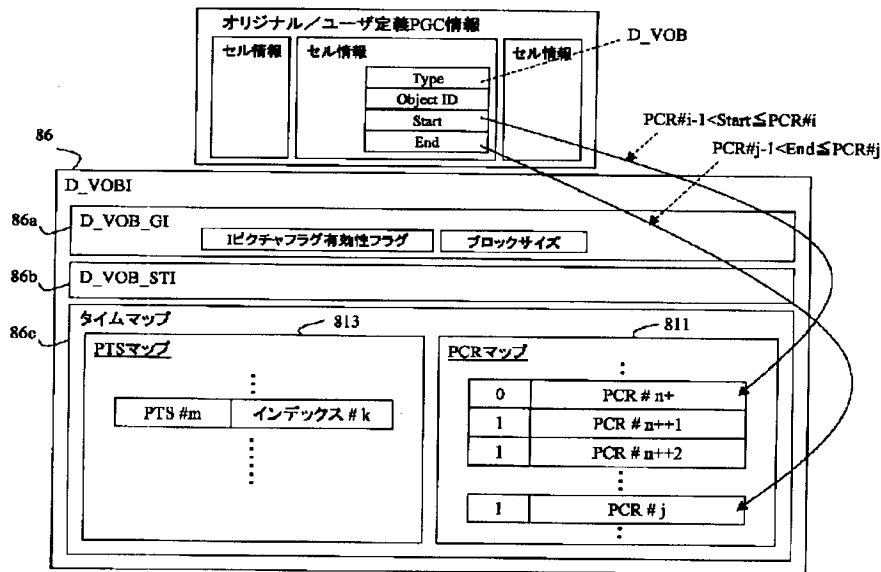 オリジナル／ユーザ定義PGC情報
セル情報
セル情報
セル情報
D_VOB
Type
Object ID
Start
End
PCR#i-1<Start≦PCR#i
PCR#j-1<End≦PCR#j
86
D_VOBI
86a
D_VOB_GI
Iピクチャフラグ有効性フラグ
ブロックサイズ
86b
D_VOB_STI
86c
タイムマップ
813
811
PTSマップ
PCRマップ
PTS #m
インデックス # k
0
PCR # n+
1
PCR # n++1
1
PCR # n++2
1
PCR # j